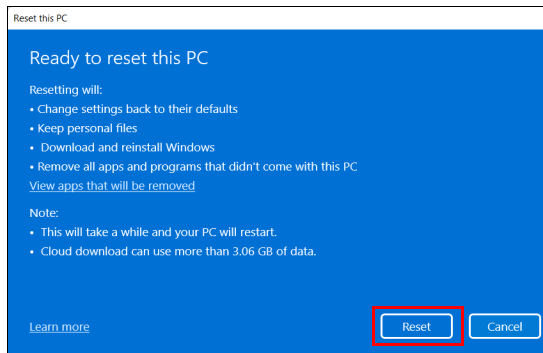 Reset this PC
Ready to reset this PC
Resetting will:
• Change settings back to their defaults
• Keep personal files
• Download and reinstall Windows
• Remove all apps and programs that didn't come with this PC
View apps that will be removed
Note:
• This will take a while and your PC will restart.
• Cloud download can use more than 3.06 GB of data.
Learn more
Reset
Cancel